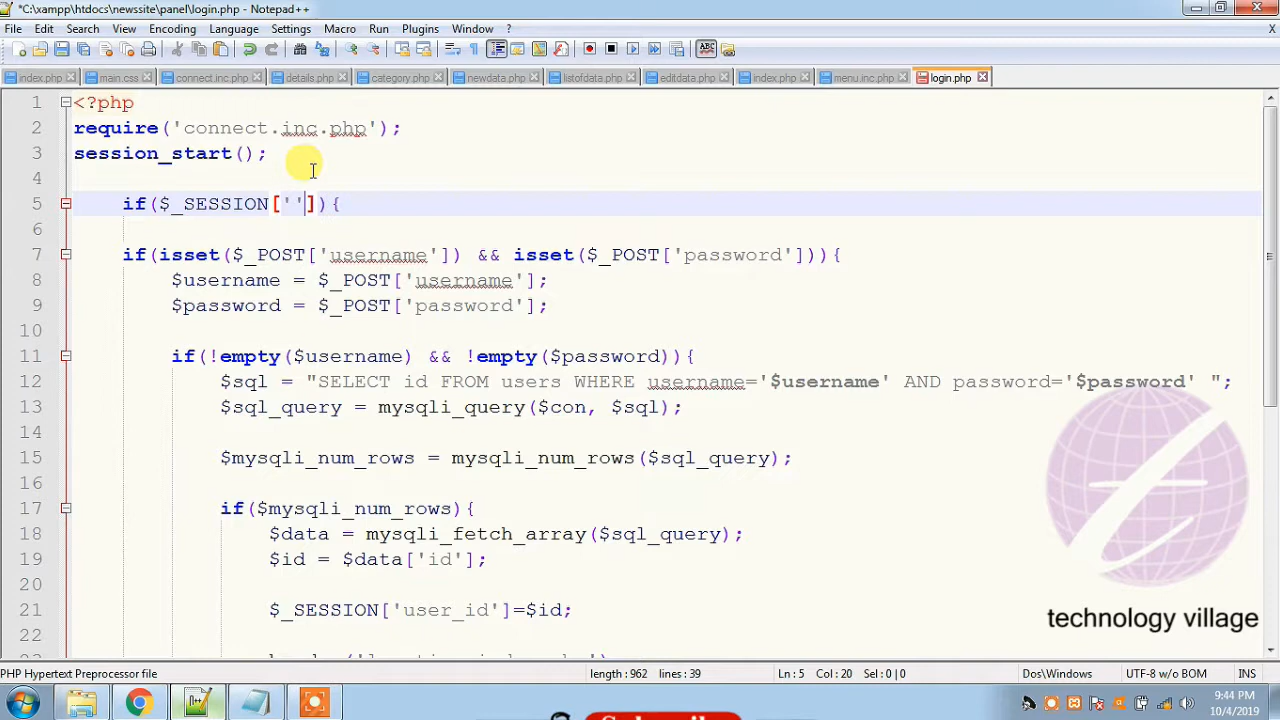 *C:\xampp\htdocs\newssite\panel\login.php - Notepad++
File Edit Search View Encoding Language Settings Macro Run Plugins Window ? X
index.php main.css connect.inc.php details.php category.php newdata.php listofdata.php editdata.php index.php menu.inc.php login.php
1 <?php
2 require('connect.inc.php');
3 session_start();
4
5 if($_SESSION['']){
6
7 if(isset($_POST['username']) && isset($_POST['password'])){
8 $username = $_POST['username'];
9 $password = $_POST['password'];
10
11 if(!empty($username) && !empty($password)){
12 $sql = "SELECT id FROM users WHERE username='$username' AND password='$password' ";
13 $sql_query = mysqli_query($con, $sql);
14
15 $mysqli_num_rows = mysqli_num_rows($sql_query);
16
17 if($mysqli_num_rows){
18 $data = mysqli_fetch_array($sql_query);
19 $id = $data['id'];
20
21 $_SESSION['user_id']=$id;
22
technology village
PHP Hypertext Preprocessor file length : 962 lines : 39 Ln : 5 Col : 20 Sel : 0 | 0 Dos\Windows UTF-8 w/o BOM INS
9:44 PM
10/4/2019